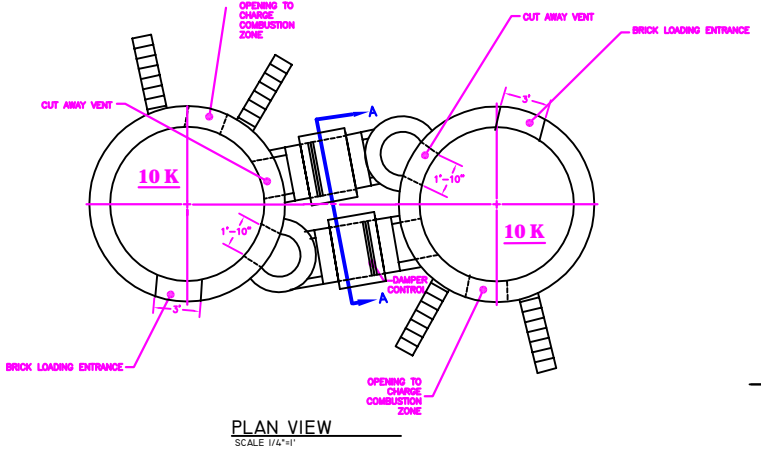 OPENING TO
CHARGE
COMBUSTION
ZONE
CUT AWAY VENT
BRICK LOADING ENTRANCE
3'
A
CUT AWAY VENT
10 K
1'-10"
1'-10"
10 K
DAMPER
CONTROL
A
3'
BRICK LOADING ENTRANCE
OPENING TO
CHARGE
COMBUSTION
ZONE
PLAN VIEW
SCALE 1/4"=1'